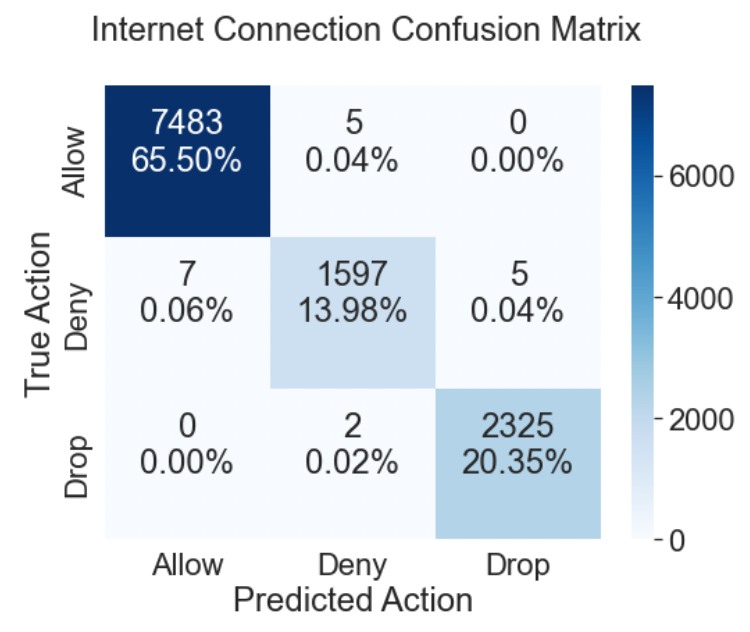 Internet Connection Confusion Matrix
Allow
7483
5
0
65.50%
0.04%
0.00%
True Action
Deny
7
1597
5
0.06%
13.98%
0.04%
Drop
0
2
2325
0.00%
0.02%
20.35%
Allow
Deny
Drop
Predicted Action
6000
4000
2000
0